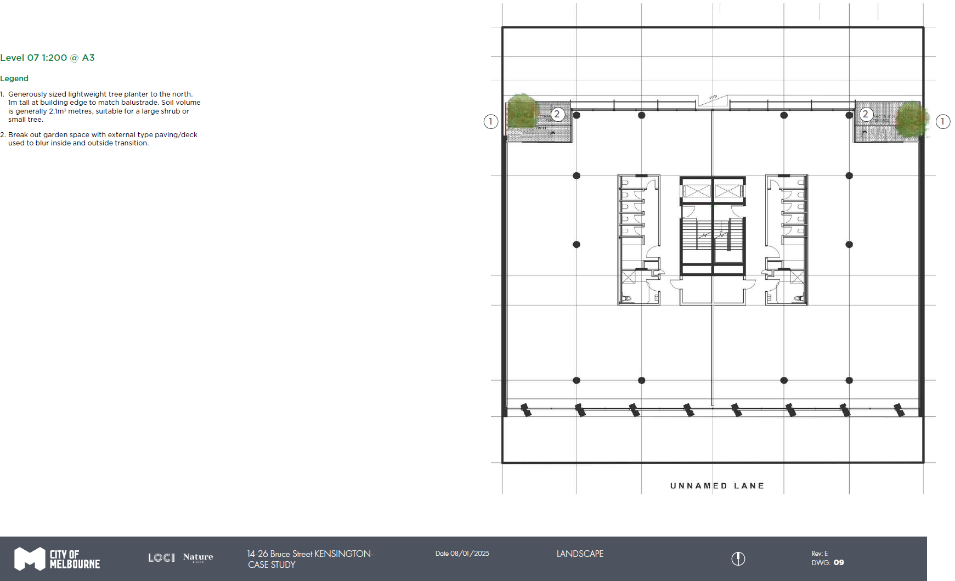 Level 07 1:200 @ A3
Legend
1. Generously sized lightweight tree planter to the north.
1m tall at building edge to match balustrade. Soil volume
is generally 2.1m³ metres, suitable for a large shrub or
small tree.
2. Break out garden space with external type paving/deck
used to blur inside and outside transition.
1
2
2
1
UNNAMED LANE
CITY OF
MELBOURNE
LOCI
Nature
14-26 Bruce Street KENSINGTON-
CASE STUDY
Date 08/01/2025
LANDSCAPE
Rev: E
DWG: 09